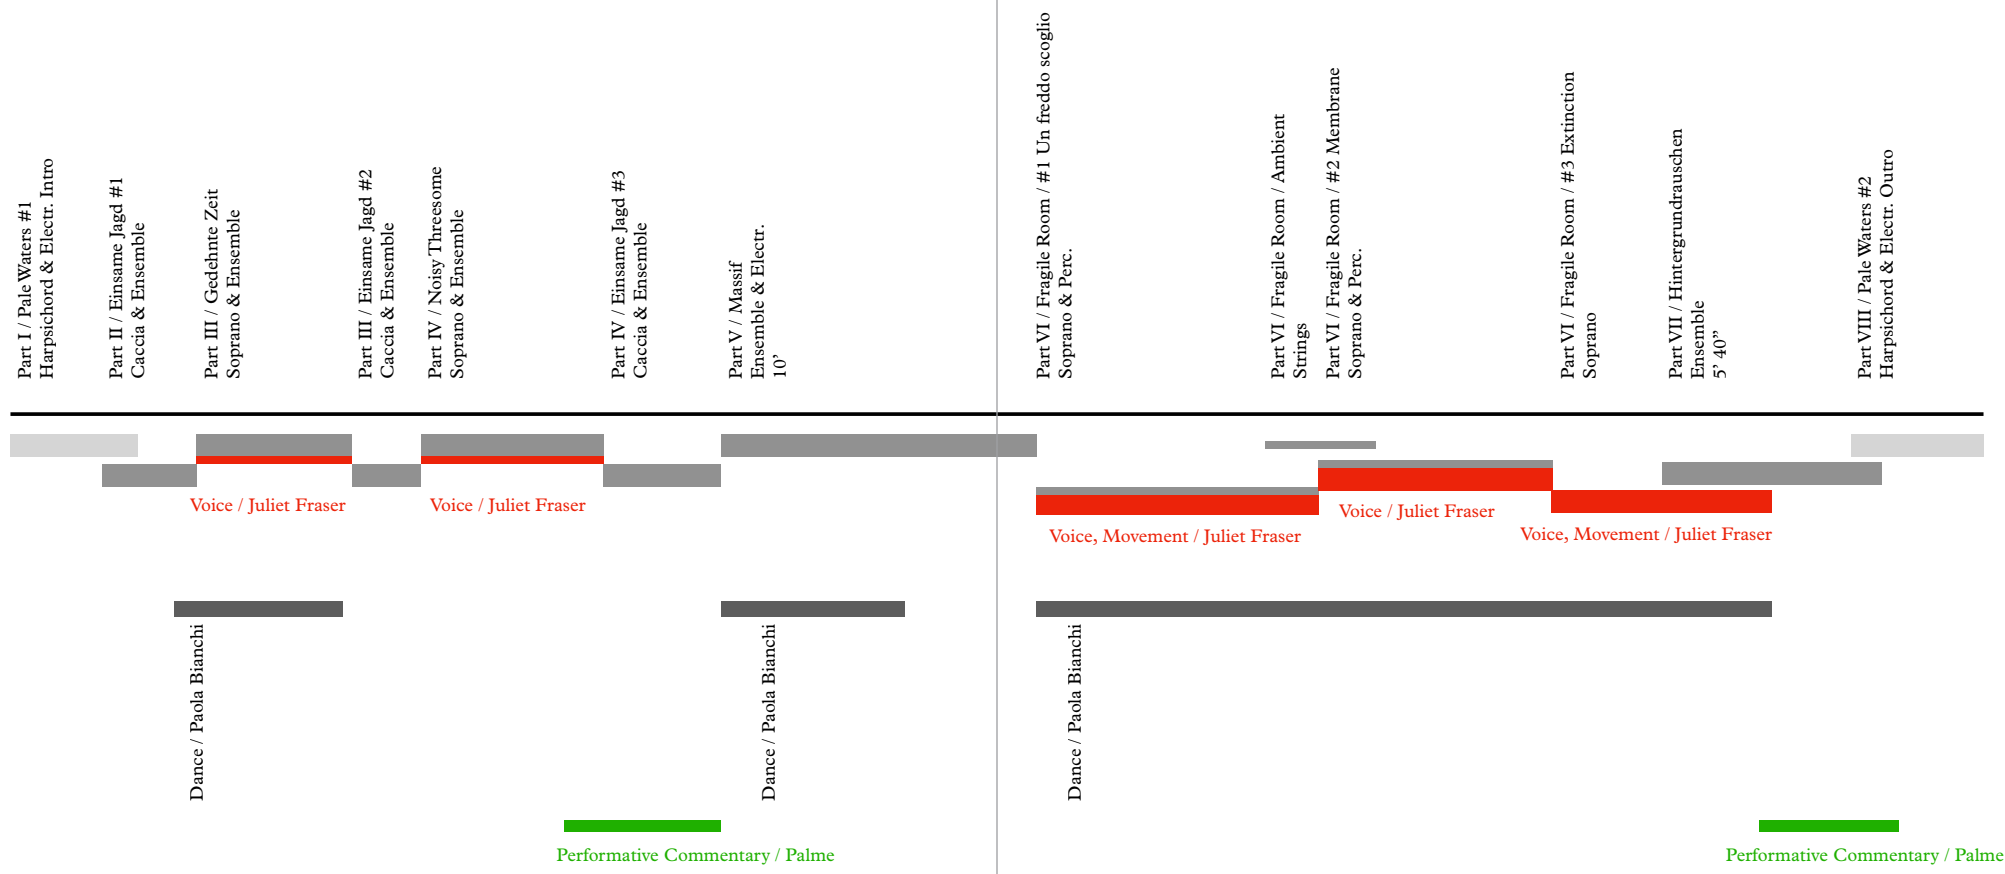 Part I / Pale Waters #1
Harpsichord & Electr. Intro
Part II / Einsame Jagd #1
Caccia & Ensemble
Part III / Gedehnte Zeit
Soprano & Ensemble
Part III / Einsame Jagd #2
Caccia & Ensemble
Part IV / Noisy Threesome
Soprano & Ensemble
Part IV / Einsame Jagd #3
Caccia & Ensemble
Part V / Massif
Ensemble & Electr.
10’
Part VI / Fragile Room / #1 Un freddo scoglio
Soprano & Perc.
Part VI / Fragile Room / Ambient
Strings
Part VI / Fragile Room / #2 Membrane
Soprano & Perc.
Part VI / Fragile Room / #3 Extinction
Soprano
Part VII / Hintergrundrauschen
Ensemble
5’ 40”
Part VIII / Pale Waters #2
Harpsichord & Electr. Outro
Voice / Juliet Fraser
Voice / Juliet Fraser
Voice, Movement / Juliet Fraser
Voice / Juliet Fraser
Voice, Movement / Juliet Fraser
Dance / Paola Bianchi
Dance / Paola Bianchi
Dance / Paola Bianchi
Performative Commentary / Palme
Performative Commentary / Palme